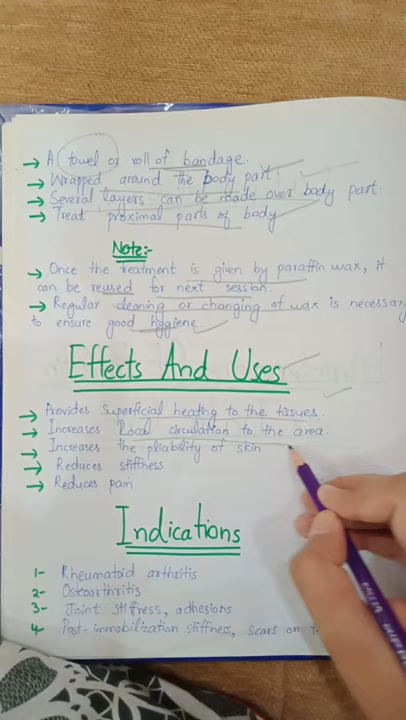 → A towel or roll of bandage.
→ Wrapped around the body part
→ Several layers can be made over body part.
→ Treat proximal parts of body
Note:-
→ Once the treatment is given by paraffin wax, it
can be reused for next session.
→ Regular cleaning or changing of wax is necessary
to ensure good hygiene.
Effects And Uses
→ Provides Superficial heating to the tissues.
→ Increases local circulation to the area.
→ Increases the pliability of skin
→ Reduces stiffness
→ Reduces pain
Indications
1- Rheumatoid arthritis
2- Osteoarthritis
3- Joint stiffness, adhesions
4- Post-immobilization stiffness, scars on